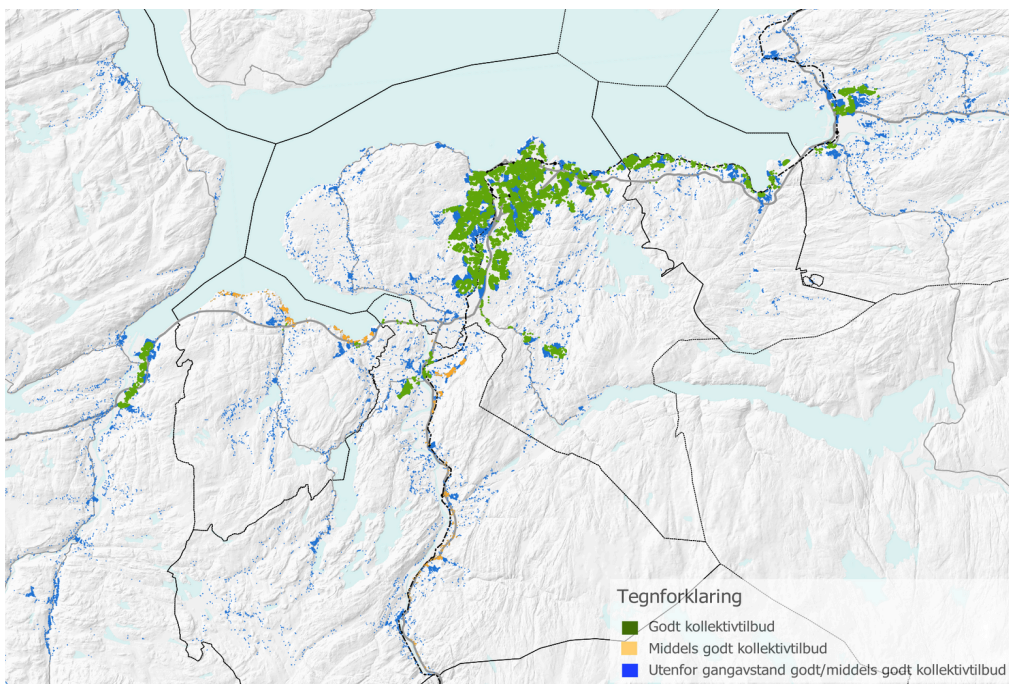 Tegnforklaring
Godt kollektivtilbud
Middels godt kollektivtilbud
Utenfor gangavstand godt/middels godt kollektivtilbud